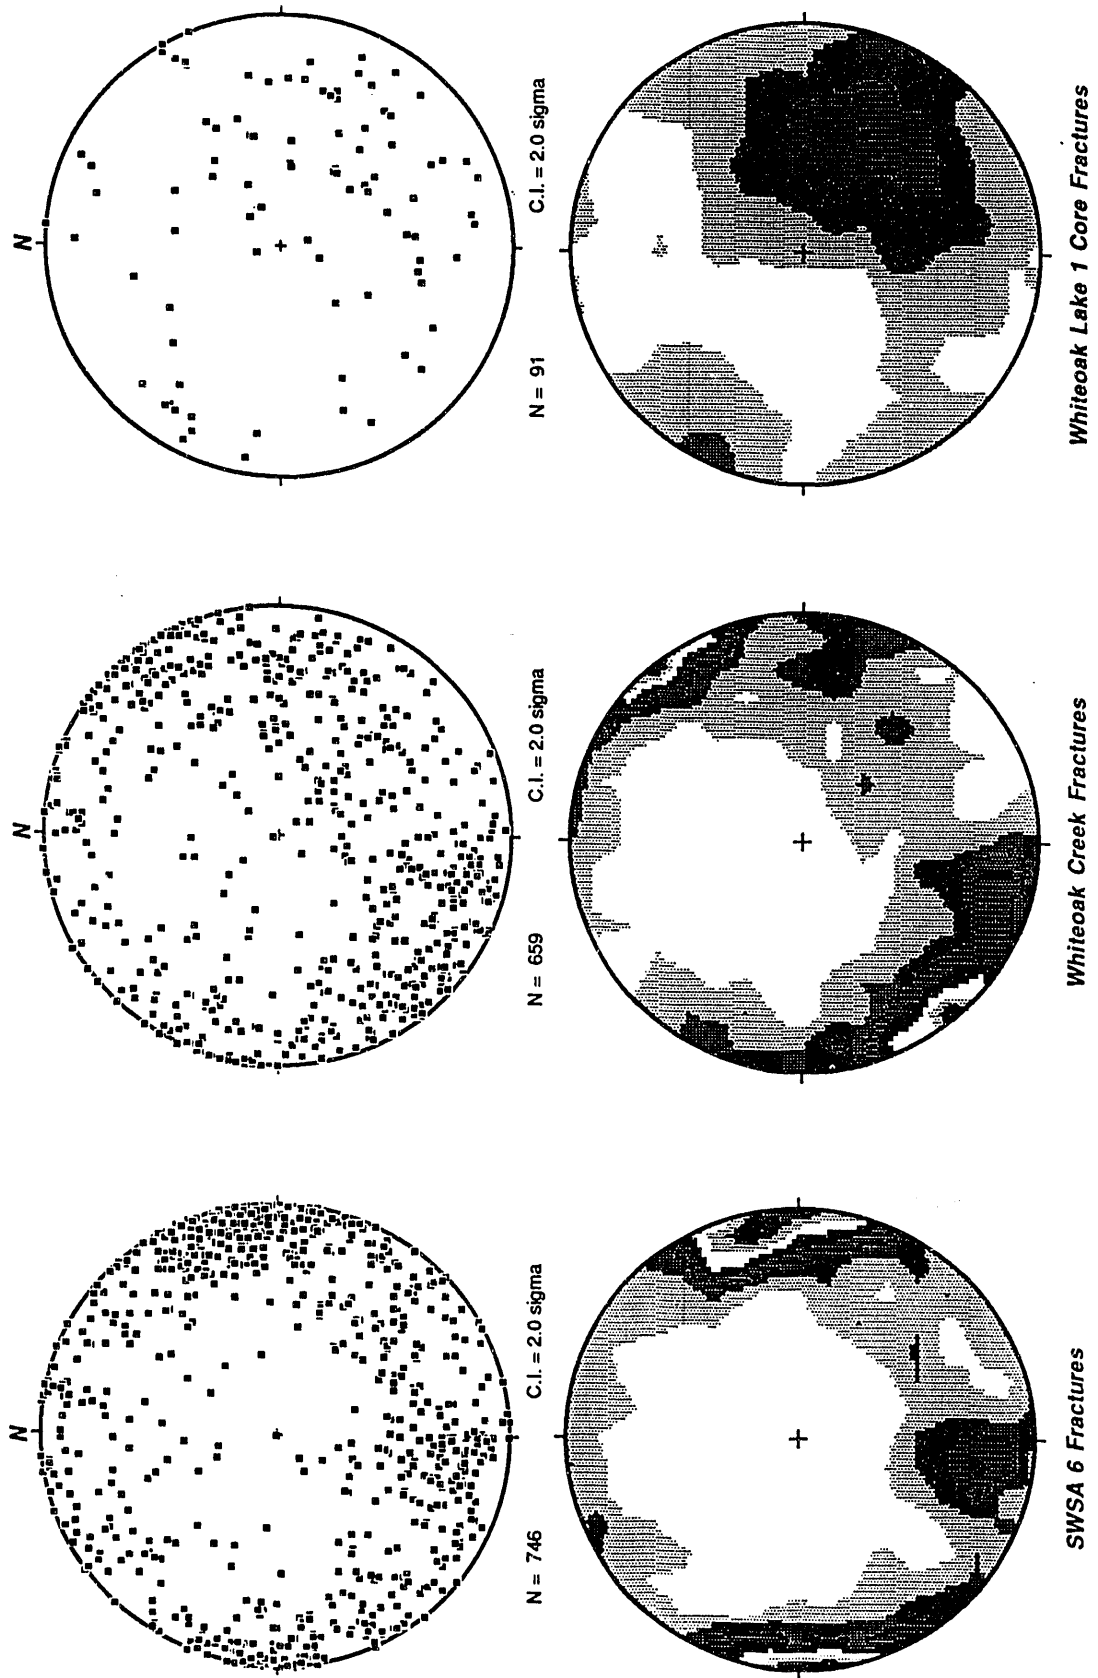 N
N = 746
C.I. = 2.0 sigma
SWSA 6 Fractures
N
N = 659
C.I. = 2.0 sigma
Whiteoak Creek Fractures
N
N = 91
C.I. = 2.0 sigma
Whiteoak Lake 1 Core Fractures